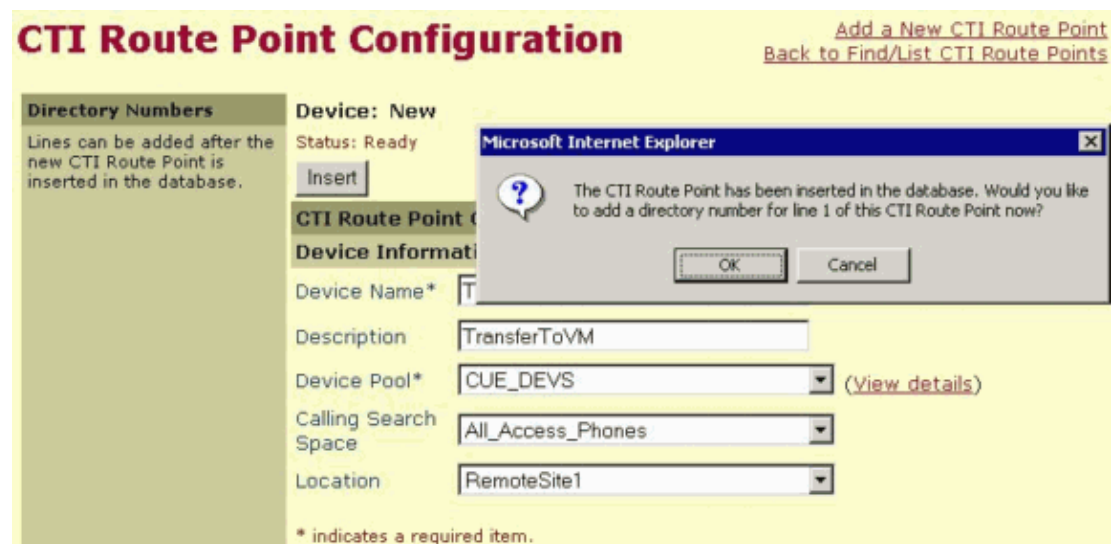 CTI Route Point Configuration
Add a New CTI Route Point
Back to Find/List CTI Route Points
Directory Numbers
Lines can be added after the
new CTI Route Point is
inserted in the database.
Device: New
Status: Ready
Insert
Microsoft Internet Explorer
The CTI Route Point has been inserted in the database. Would you like
to add a directory number for line 1 of this CTI Route Point now?
OK
Cancel
CTI Route Point
Device Informati
Device Name* T
Description TransferToVM
Device Pool* CUE_DEVS (View details)
Calling Search
Space All_Access_Phones
Location RemoteSite1
* indicates a required item.